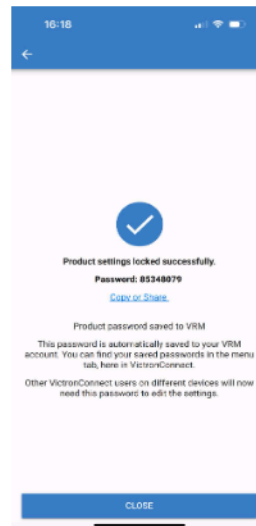 16:18
Product settings locked successfully.
Password: 85348079
Copy or Share
Product password saved to VRM
This password is automatically saved to your VRM
account. You can find your saved passwords in the menu
tab, here in VictronConnect.
Other VictronConnect users on different devices will now
need this password to edit the settings.
CLOSE